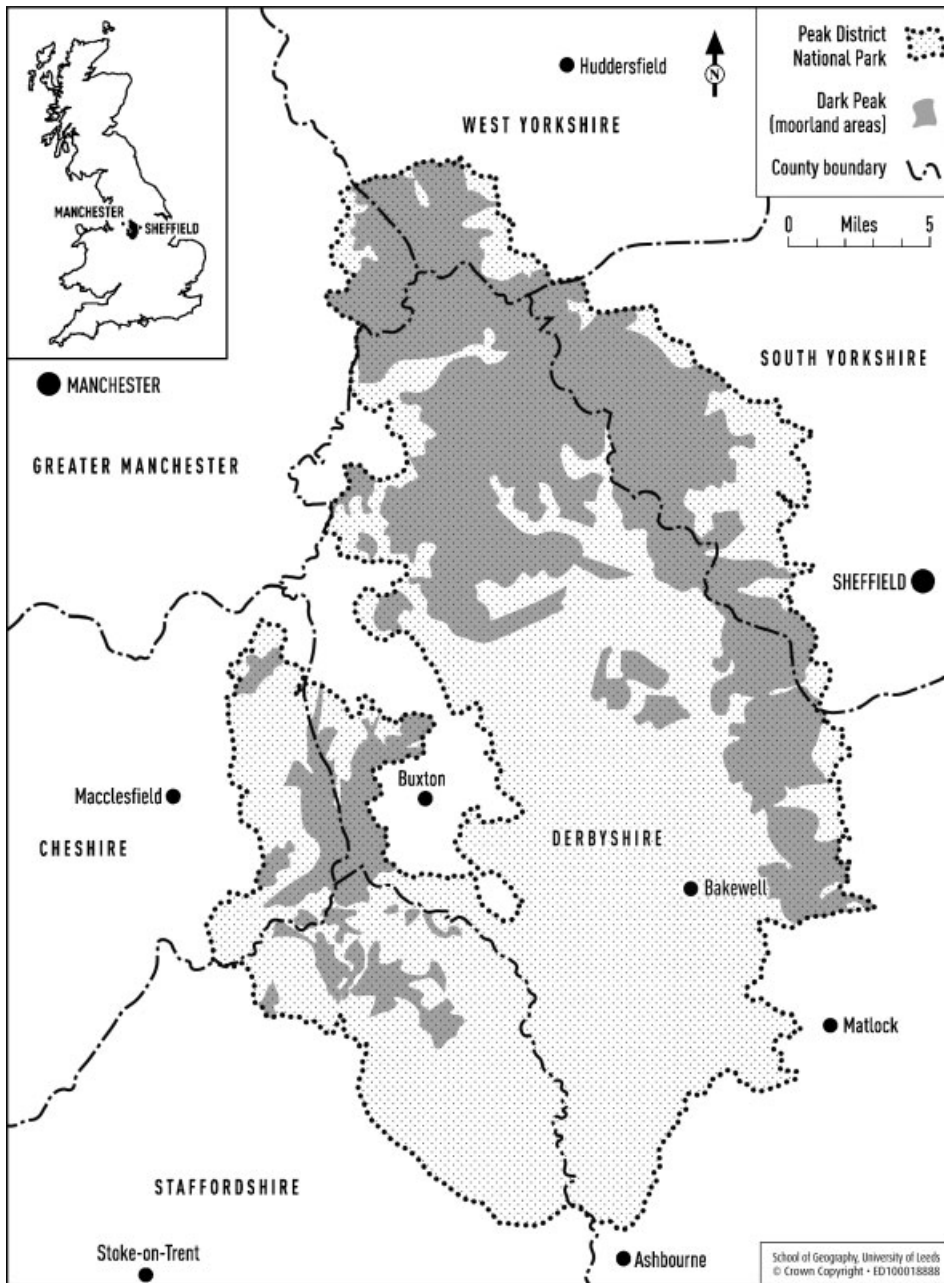 Peak District
National Park
Dark Peak
(moorland areas)
County boundary
0 Miles 5
N
Huddersfield
WEST YORKSHIRE
MANCHESTER
SHEFFIELD
MANCHESTER
SOUTH YORKSHIRE
GREATER MANCHESTER
SHEFFIELD
Macclesfield
Buxton
CHESHIRE
DERBYSHIRE
Bakewell
Matlock
STAFFORDSHIRE
Stoke-on-Trent
Ashbourne
School of Geography, University of Leeds
© Crown Copyright • ED100018888